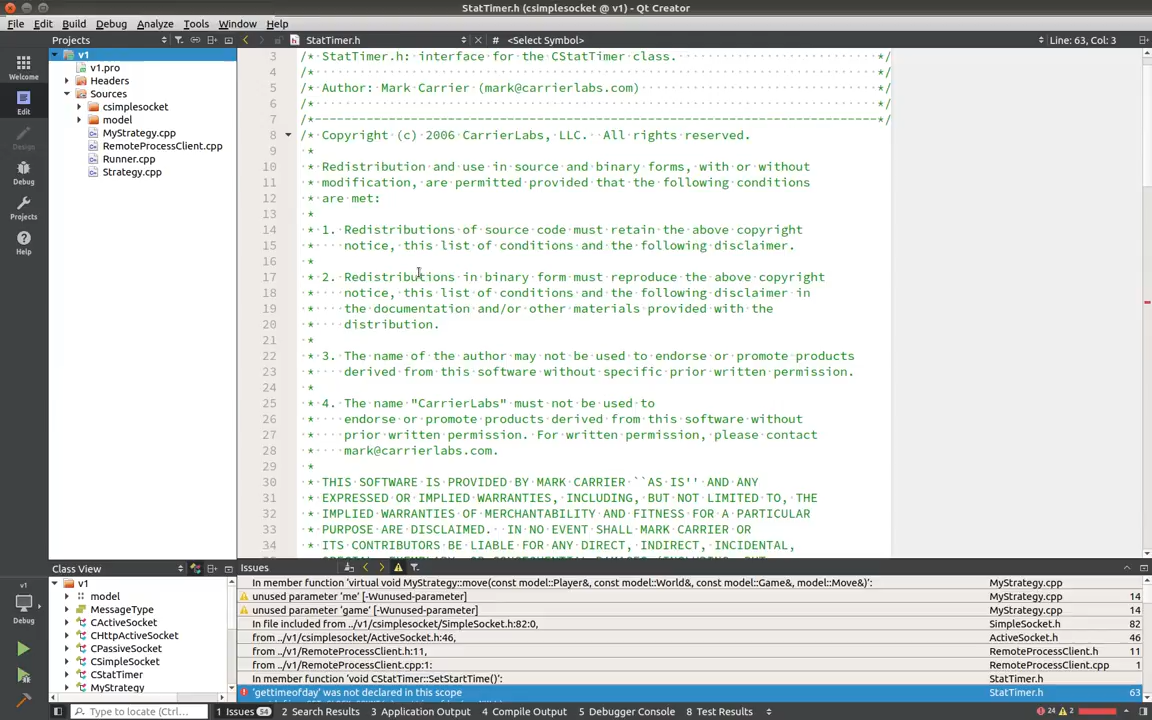 StatTimer.h (csimplesocket @ v1) - Qt Creator
File Edit Build Debug Analyze Tools Window Help
Projects
StatTimer.h
# <Select Symbol>
Line: 63, Col: 3
Welcome
Edit
Design
Debug
Projects
Help
v1
Debug
v1
v1.pro
Headers
Sources
csimplesocket
model
MyStrategy.cpp
RemoteProcessClient.cpp
Runner.cpp
Strategy.cpp
3 /* StatTimer.h: interface for the CStatTimer class. */
4 /* */
5 /* Author: Mark Carrier (mark@carrierlabs.com) */
6 /* */
7 /*----------------------------------------------------------------------------*/
8 /* Copyright (c) 2006 CarrierLabs, LLC. All rights reserved.
9 *
10 * Redistribution and use in source and binary forms, with or without
11 * modification, are permitted provided that the following conditions
12 * are met:
13 *
14 * 1. Redistributions of source code must retain the above copyright
15 * notice, this list of conditions and the following disclaimer.
16 *
17 * 2. Redistributions in binary form must reproduce the above copyright
18 * notice, this list of conditions and the following disclaimer in
19 * the documentation and/or other materials provided with the
20 * distribution.
21 *
22 * 3. The name of the author may not be used to endorse or promote products
23 * derived from this software without specific prior written permission.
24 *
25 * 4. The name "CarrierLabs" must not be used to
26 * endorse or promote products derived from this software without
27 * prior written permission. For written permission, please contact
28 * mark@carrierlabs.com.
29 *
30 * THIS SOFTWARE IS PROVIDED BY MARK CARRIER ``AS IS'' AND ANY
31 * EXPRESSED OR IMPLIED WARRANTIES, INCLUDING, BUT NOT LIMITED TO, THE
32 * IMPLIED WARRANTIES OF MERCHANTABILITY AND FITNESS FOR A PARTICULAR
33 * PURPOSE ARE DISCLAIMED. IN NO EVENT SHALL MARK CARRIER OR
34 * ITS CONTRIBUTORS BE LIABLE FOR ANY DIRECT, INDIRECT, INCIDENTAL,
Class View
v1
model
MessageType
CActiveSocket
CHttpActiveSocket
CPassiveSocket
CSimpleSocket
CStatTimer
MyStrategy
Issues
In member function 'virtual void MyStrategy::move(const model::Player&, const model::World&, const model::Game&, model::Move&)': MyStrategy.cpp
unused parameter 'me' [-Wunused-parameter] MyStrategy.cpp 14
unused parameter 'game' [-Wunused-parameter] MyStrategy.cpp 14
In file included from ../v1/csimplesocket/SimpleSocket.h:82:0, SimpleSocket.h 82
from ../v1/csimplesocket/ActiveSocket.h:46, ActiveSocket.h 46
from ../v1/RemoteProcessClient.h:11, RemoteProcessClient.h 11
from ../v1/RemoteProcessClient.cpp:1: RemoteProcessClient.cpp 1
In member function 'void CStatTimer::SetStartTime()': StatTimer.h
'gettimeofday' was not declared in this scope StatTimer.h 63
Type to locate (Ctrl... 1 Issues 54 2 Search Results 3 Application Output 4 Compile Output 5 Debugger Console 8 Test Results 24 2